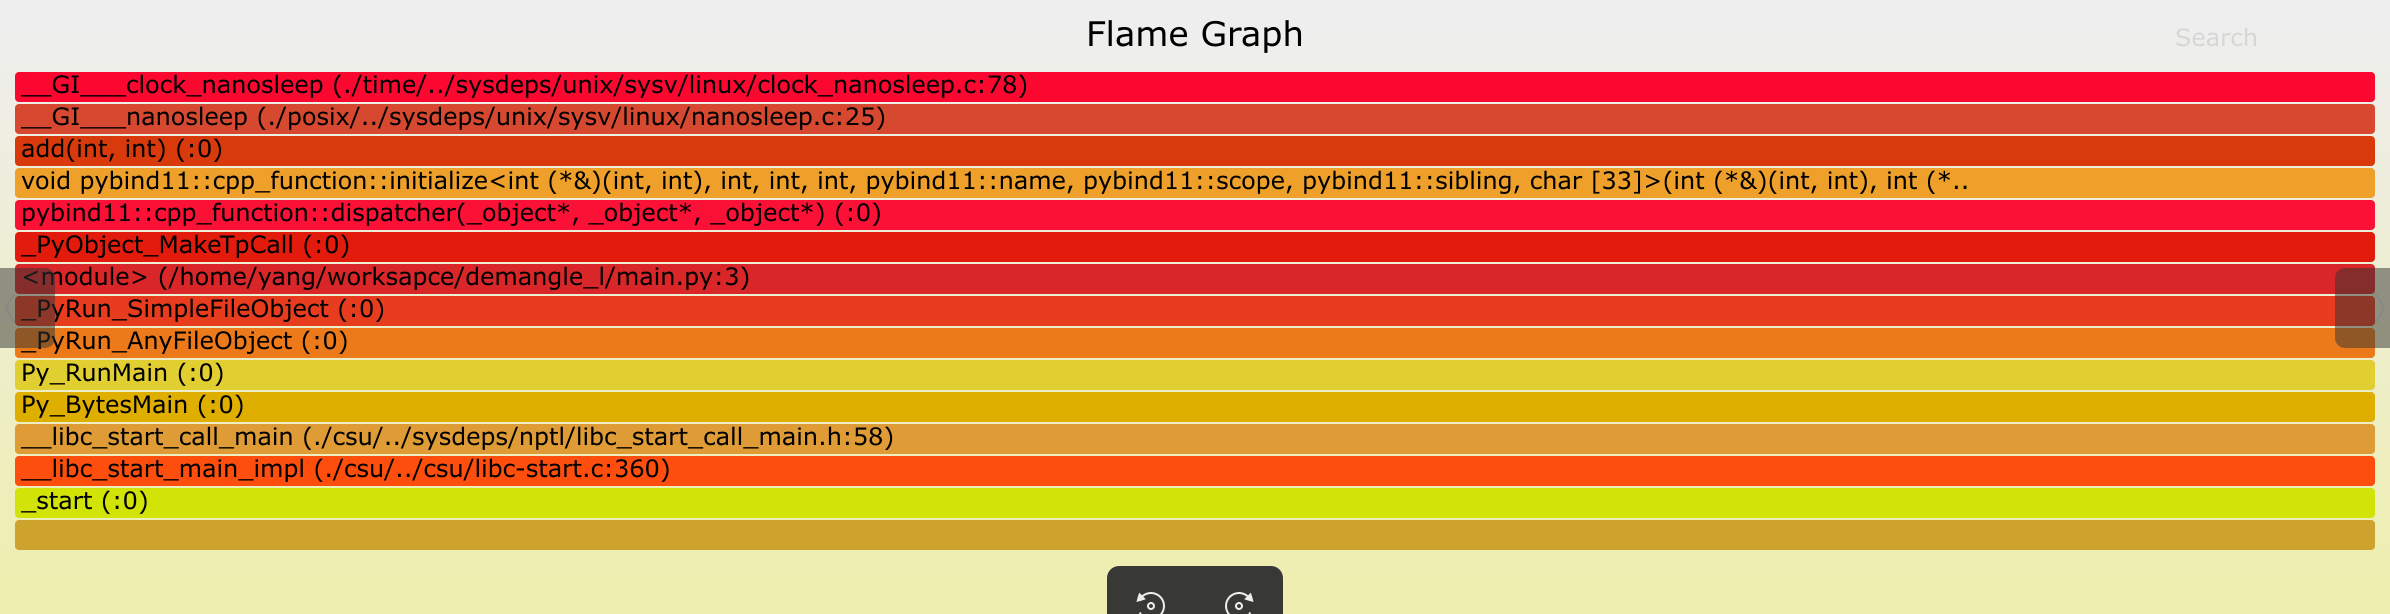 Flame Graph
Search
__GI___clock_nanosleep (./time/../sysdeps/unix/sysv/linux/clock_nanosleep.c:78)
__GI___nanosleep (./posix/../sysdeps/unix/sysv/linux/nanosleep.c:25)
add(int, int) (:0)
void pybind11::cpp_function::initialize<int (*&)(int, int), int, int, int, pybind11::name, pybind11::scope, pybind11::sibling, char [33]>(int (*&)(int, int), int (*..
pybind11::cpp_function::dispatcher(_object*, _object*, _object*) (:0)
_PyObject_MakeTpCall (:0)
<module> (/home/yang/worksapce/demangle_l/main.py:3)
_PyRun_SimpleFileObject (:0)
_PyRun_AnyFileObject (:0)
Py_RunMain (:0)
Py_BytesMain (:0)
__libc_start_call_main (./csu/../sysdeps/nptl/libc_start_call_main.h:58)
__libc_start_main_impl (./csu/../csu/libc-start.c:360)
_start (:0)